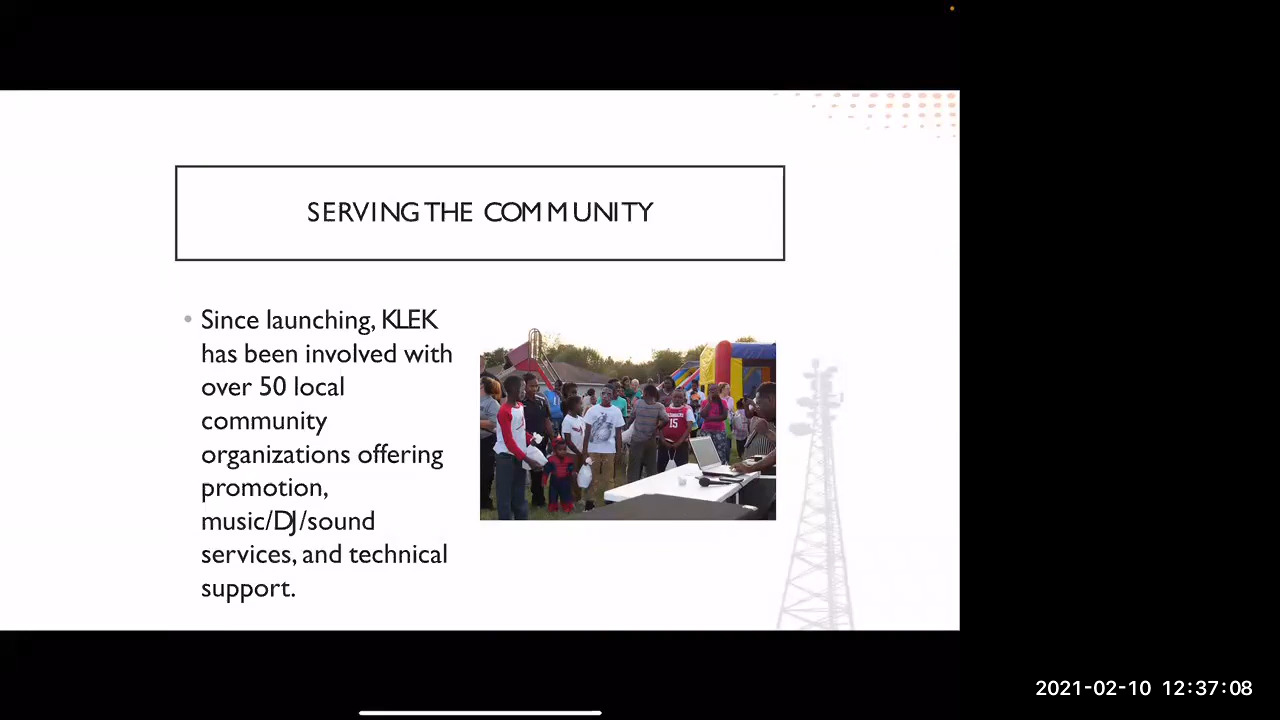 SERVING THE COMMUNITY
• Since launching, KLEK
has been involved with
over 50 local
community
organizations offering
promotion,
music/DJ/sound
services, and technical
support.
15
2021-02-10 12:37:08